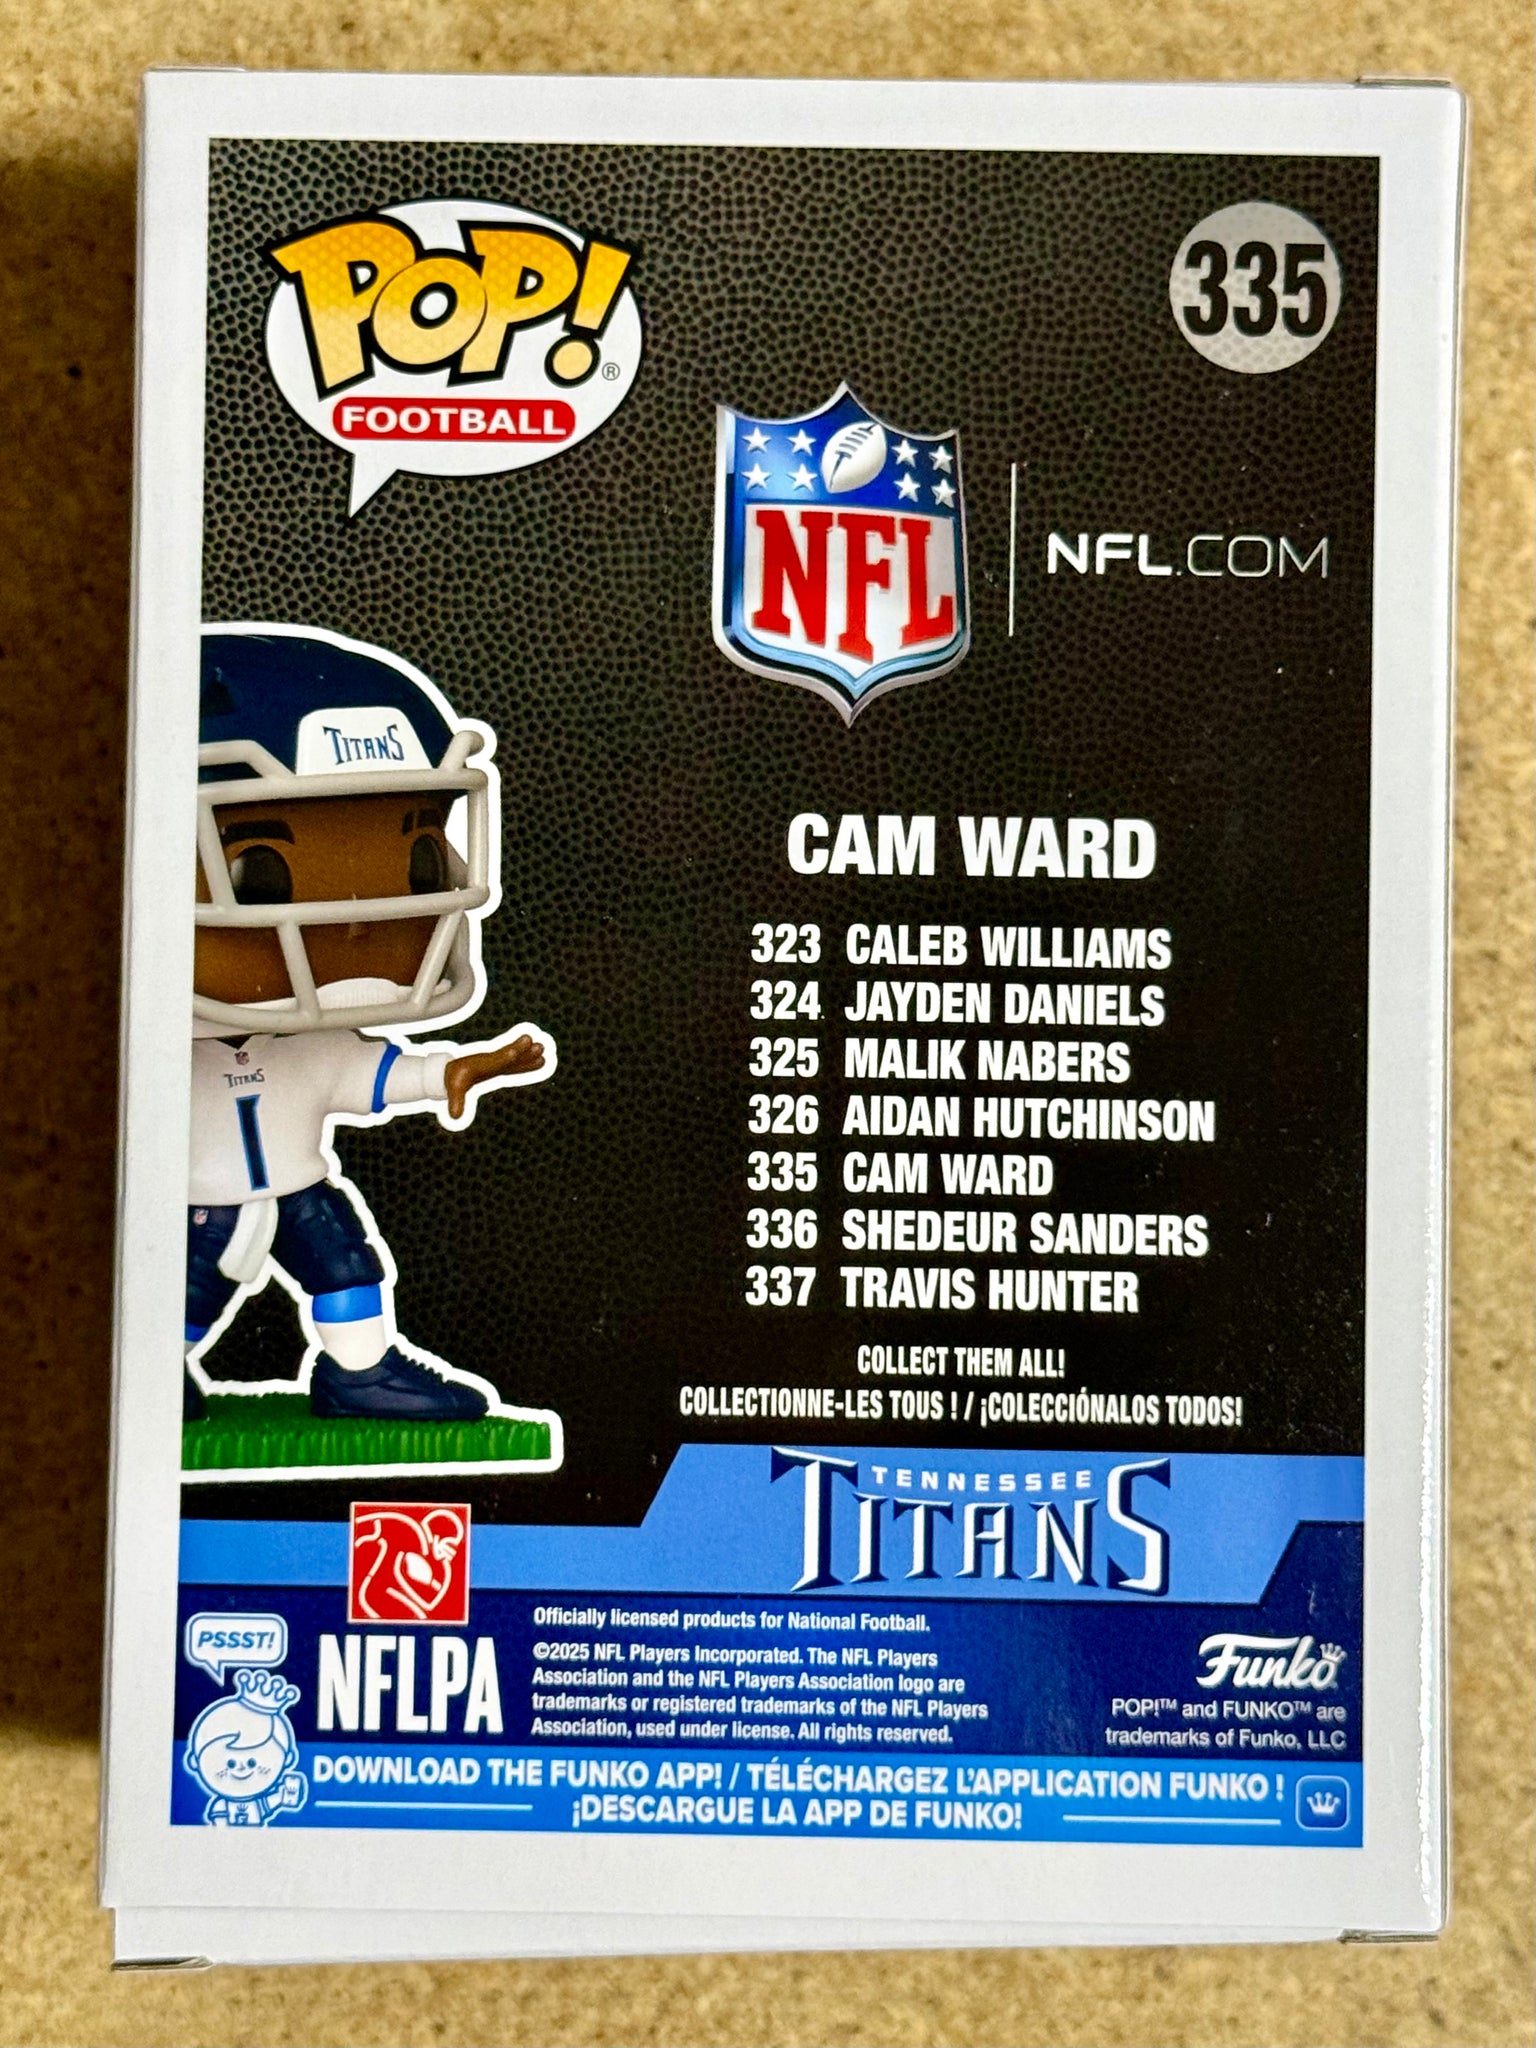 POP!®
FOOTBALL
335
NFL
NFL.COM
TITANS
TITANS
1
CAM WARD
323 CALEB WILLIAMS
324 JAYDEN DANIELS
325 MALIK NABERS
326 AIDAN HUTCHINSON
335 CAM WARD
336 SHEDEUR SANDERS
337 TRAVIS HUNTER
COLLECT THEM ALL!
COLLECTIONNE-LES TOUS ! / ¡COLECCIÓNALOS TODOS!
TENNESSEE
TITANS
NFLPA
Officially licensed products for National Football.
©2025 NFL Players Incorporated. The NFL Players
Association and the NFL Players Association logo are
trademarks or registered trademarks of the NFL Players
Association, used under license. All rights reserved.
Funko
POP!™ and FUNKO™ are
trademarks of Funko, LLC
PSSST!
DOWNLOAD THE FUNKO APP! / TÉLÉCHARGEZ L'APPLICATION FUNKO !
¡DESCARGUE LA APP DE FUNKO!